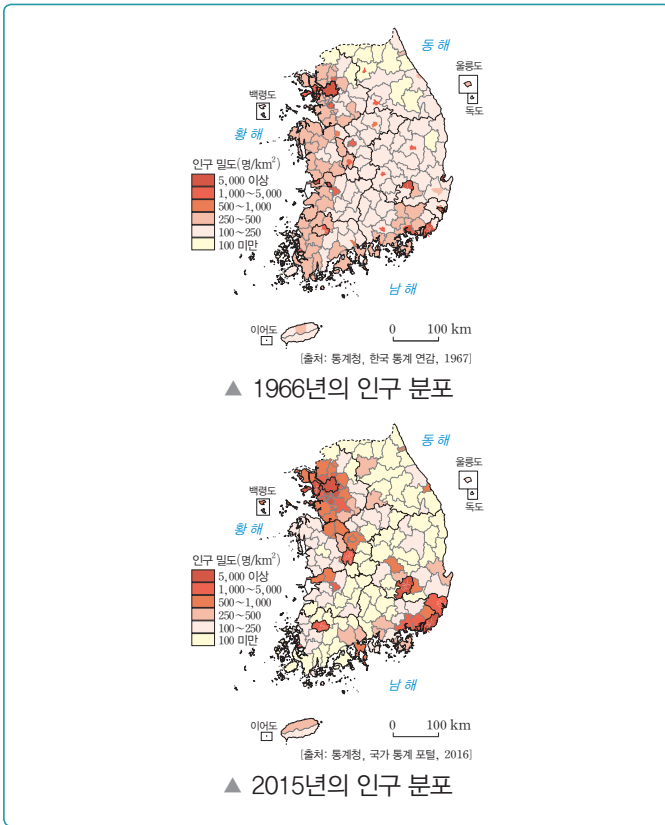 동해
울릉도
백령도
독도
황해
인구 밀도(명/km²)
5,000 이상
1,000~5,000
500~1,000
250~500
100~250
100 미만
남해
이어도
0 100 km
[출처: 통계청, 한국 통계 연감, 1967]
▲ 1966년의 인구 분포
동해
울릉도
백령도
독도
황해
인구 밀도(명/km²)
5,000 이상
1,000~5,000
500~1,000
250~500
100~250
100 미만
남해
이어도
0 100 km
[출처: 통계청, 국가 통계 포털, 2016]
▲ 2015년의 인구 분포